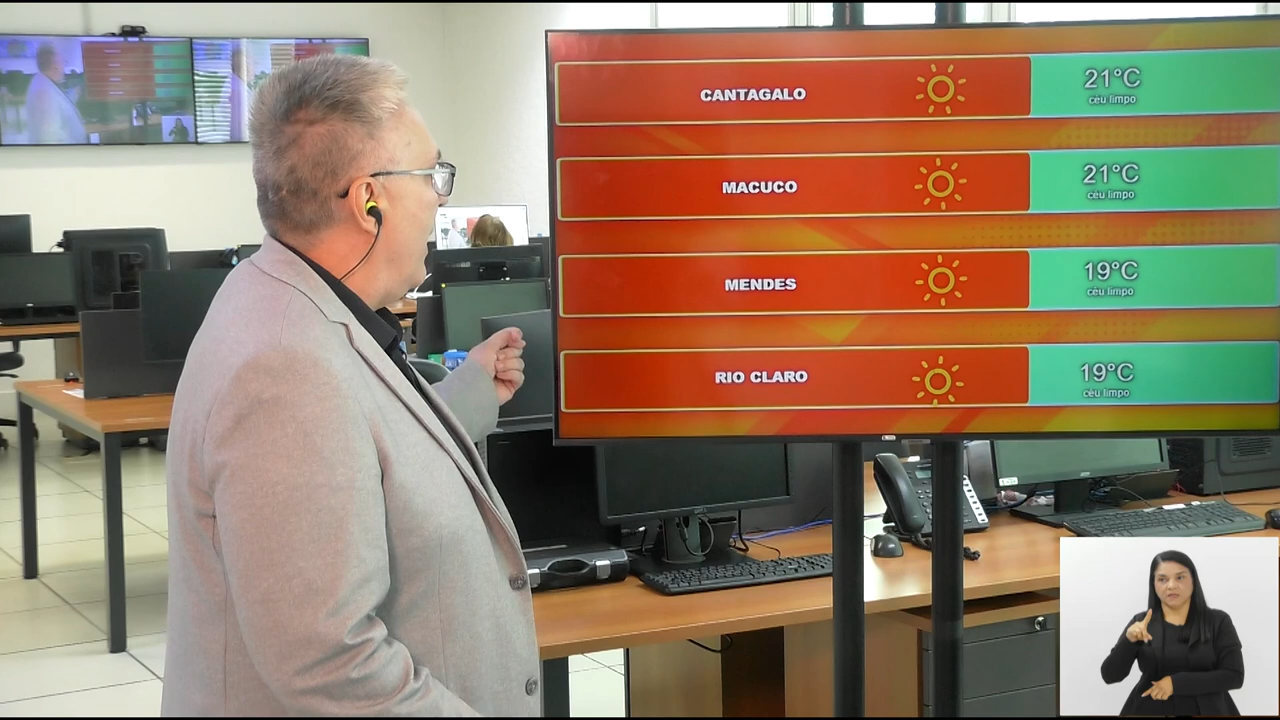 CANTAGALO
21°C
céu limpo
MACUCO
21°C
céu limpo
MENDES
19°C
céu limpo
RIO CLARO
19°C
céu limpo